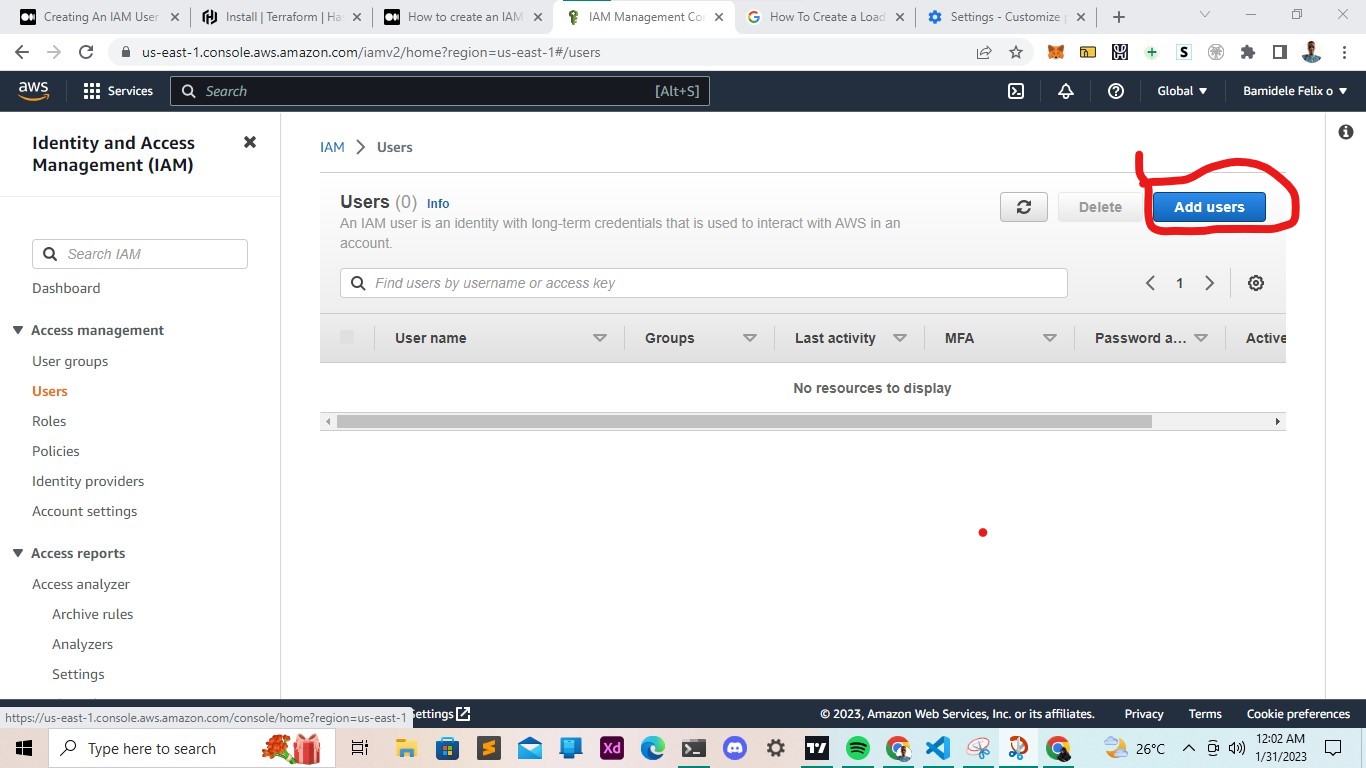 Creating An IAM User
Install | Terraform | Ha
How to create an IAM
IAM Management Co
How To Create a Load
Settings - Customize
us-east-1.console.aws.amazon.com/iamv2/home?region=us-east-1#/users
aws
Services
Search
[Alt+S]
Global
Bamidele Felix o
Identity and Access
Management (IAM)
Search IAM
Dashboard
Access management
User groups
Users
Roles
Policies
Identity providers
Account settings
Access reports
Access analyzer
Archive rules
Analyzers
Settings
IAM > Users
Users (0) Info
An IAM user is an identity with long-term credentials that is used to interact with AWS in an
account.
Delete
Add users
Find users by username or access key
1
User name
Groups
Last activity
MFA
Password a...
Active
No resources to display
https://us-east-1.console.aws.amazon.com/console/home?region=us-east-1
© 2023, Amazon Web Services, Inc. or its affiliates.
Privacy
Terms
Cookie preferences
Type here to search
Xd
26°C
12:02 AM
1/31/2023